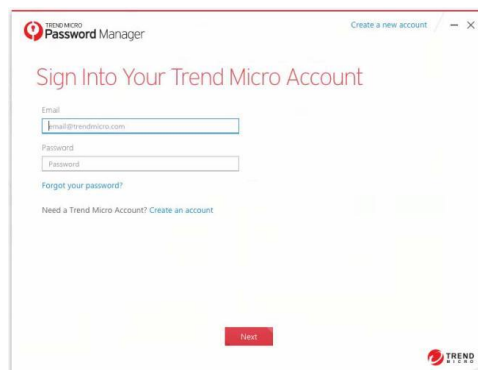 TREND MICRO
Password Manager
Create a new account
Sign Into Your Trend Micro Account
Email
email@trendmicro.com
Password
Password
Forgot your password?
Need a Trend Micro Account? Create an account
Next
TREND
MICRO